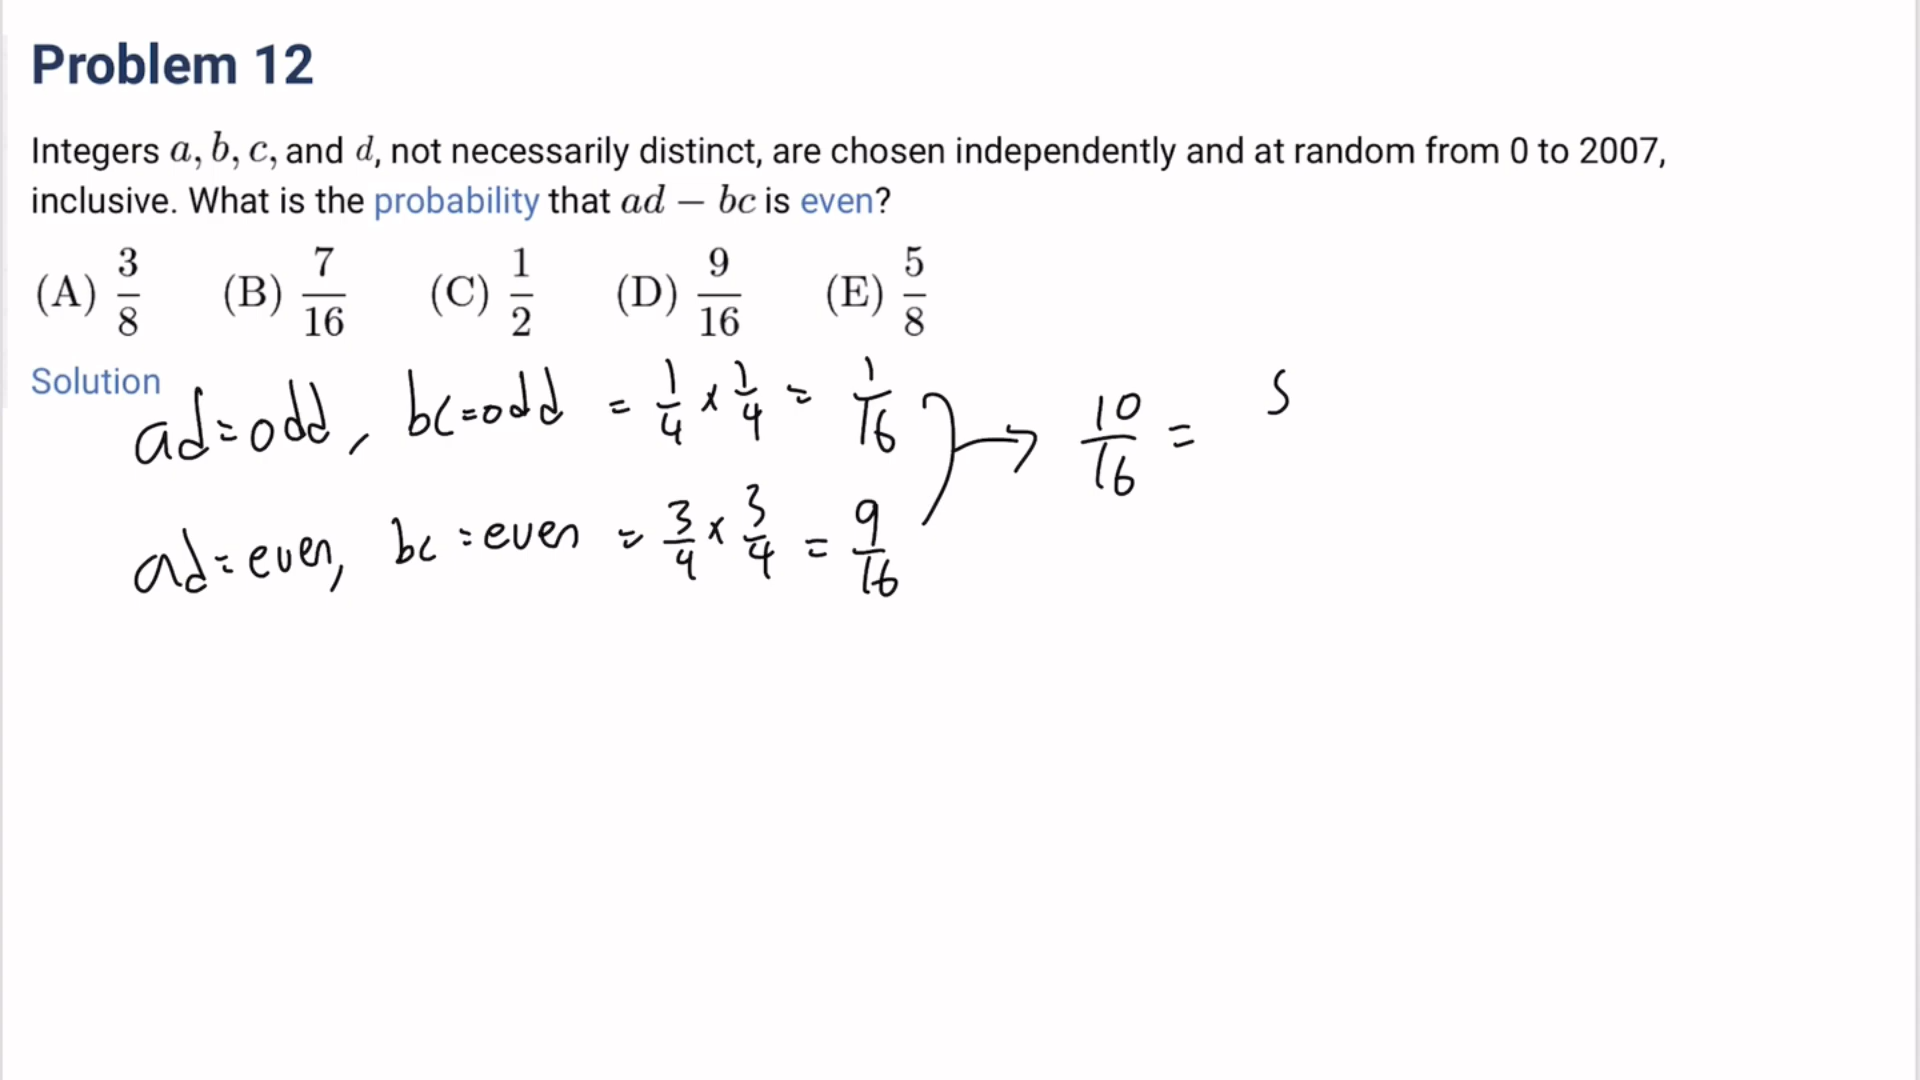 Problem 12
Integers a, b, c, and d, not necessarily distinct, are chosen independently and at random from 0 to 2007,
inclusive. What is the probability that ad − bc is even?
(A) 3/8 (B) 7/16 (C) 1/2 (D) 9/16 (E) 5/8
Solution
ad=odd, bc=odd = 1/4 × 1/4 = 1/16 → 10/16 = 5
ad=even, bc=even = 3/4 × 3/4 = 9/16